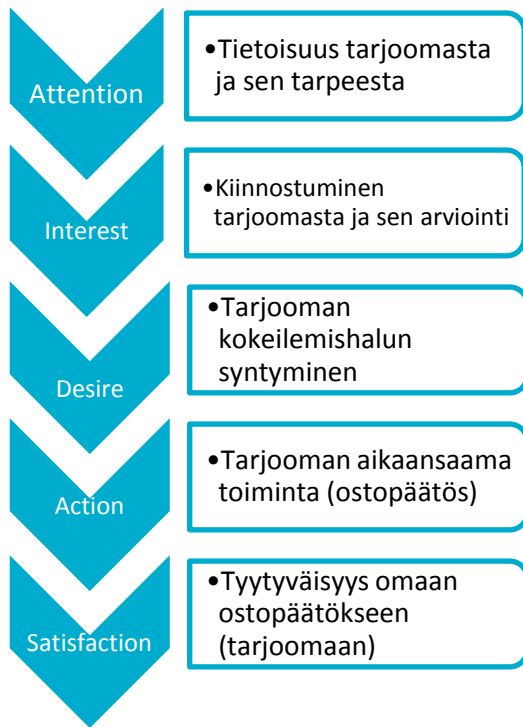 Attention
•Tietoisuus tarjoomasta
ja sen tarpeesta
Interest
•Kiinnostuminen
tarjoomasta ja sen arviointi
Desire
•Tarjooman
kokeilemishalun
syntyminen
Action
•Tarjooman aikaansaama
toiminta (ostopäätös)
Satisfaction
•Tyytyväisyys omaan
ostopäätökseen
(tarjoomaan)